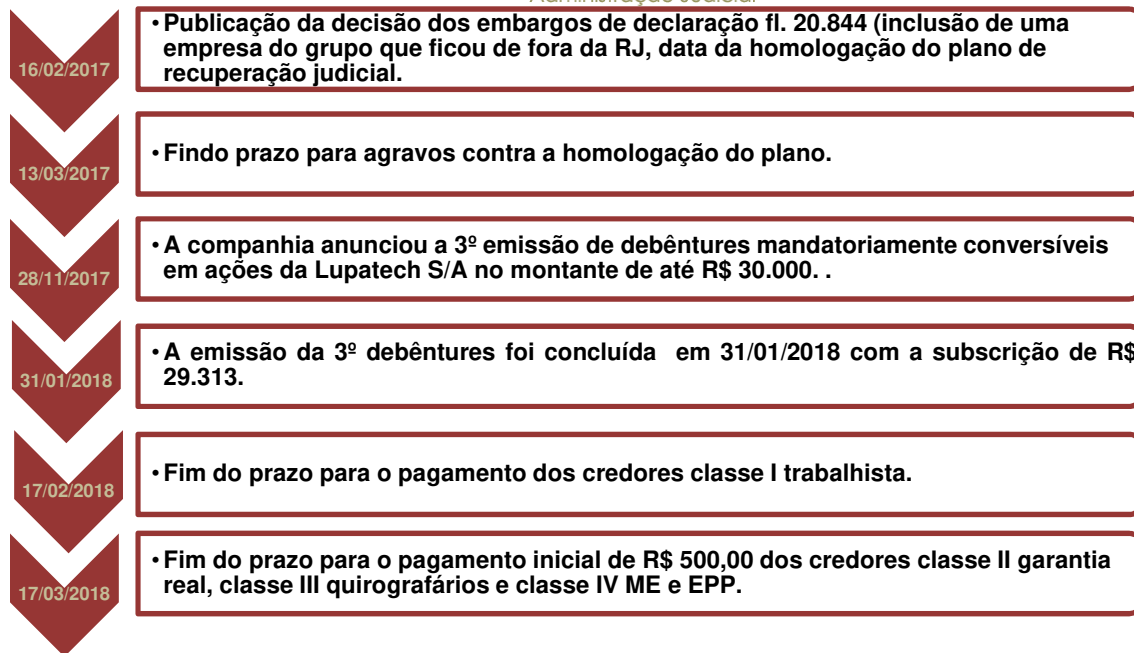 Administração Judicial
16/02/2017
• Publicação da decisão dos embargos de declaração fl. 20.844 (inclusão de uma
empresa do grupo que ficou de fora da RJ, data da homologação do plano de
recuperação judicial.
13/03/2017
• Findo prazo para agravos contra a homologação do plano.
28/11/2017
• A companhia anunciou a 3º emissão de debêntures mandatoriamente conversíveis
em ações da Lupatech S/A no montante de até R$ 30.000. .
31/01/2018
• A emissão da 3º debêntures foi concluída em 31/01/2018 com a subscrição de R$
29.313.
17/02/2018
• Fim do prazo para o pagamento dos credores classe I trabalhista.
17/03/2018
• Fim do prazo para o pagamento inicial de R$ 500,00 dos credores classe II garantia
real, classe III quirografários e classe IV ME e EPP.